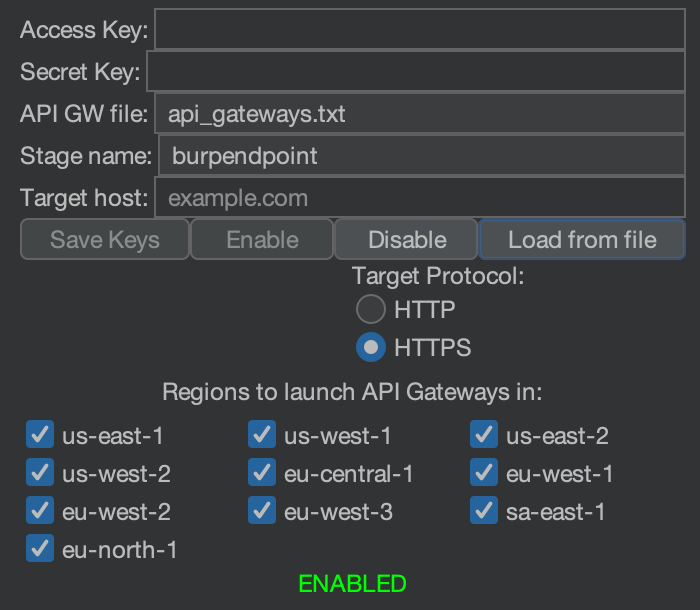 Access Key:
Secret Key:
API GW file: api_gateways.txt
Stage name: burpendpoint
Target host: example.com
Save Keys Enable Disable Load from file
Target Protocol:
HTTP
HTTPS
Regions to launch API Gateways in:
us-east-1 us-west-1 us-east-2
us-west-2 eu-central-1 eu-west-1
eu-west-2 eu-west-3 sa-east-1
eu-north-1
ENABLED